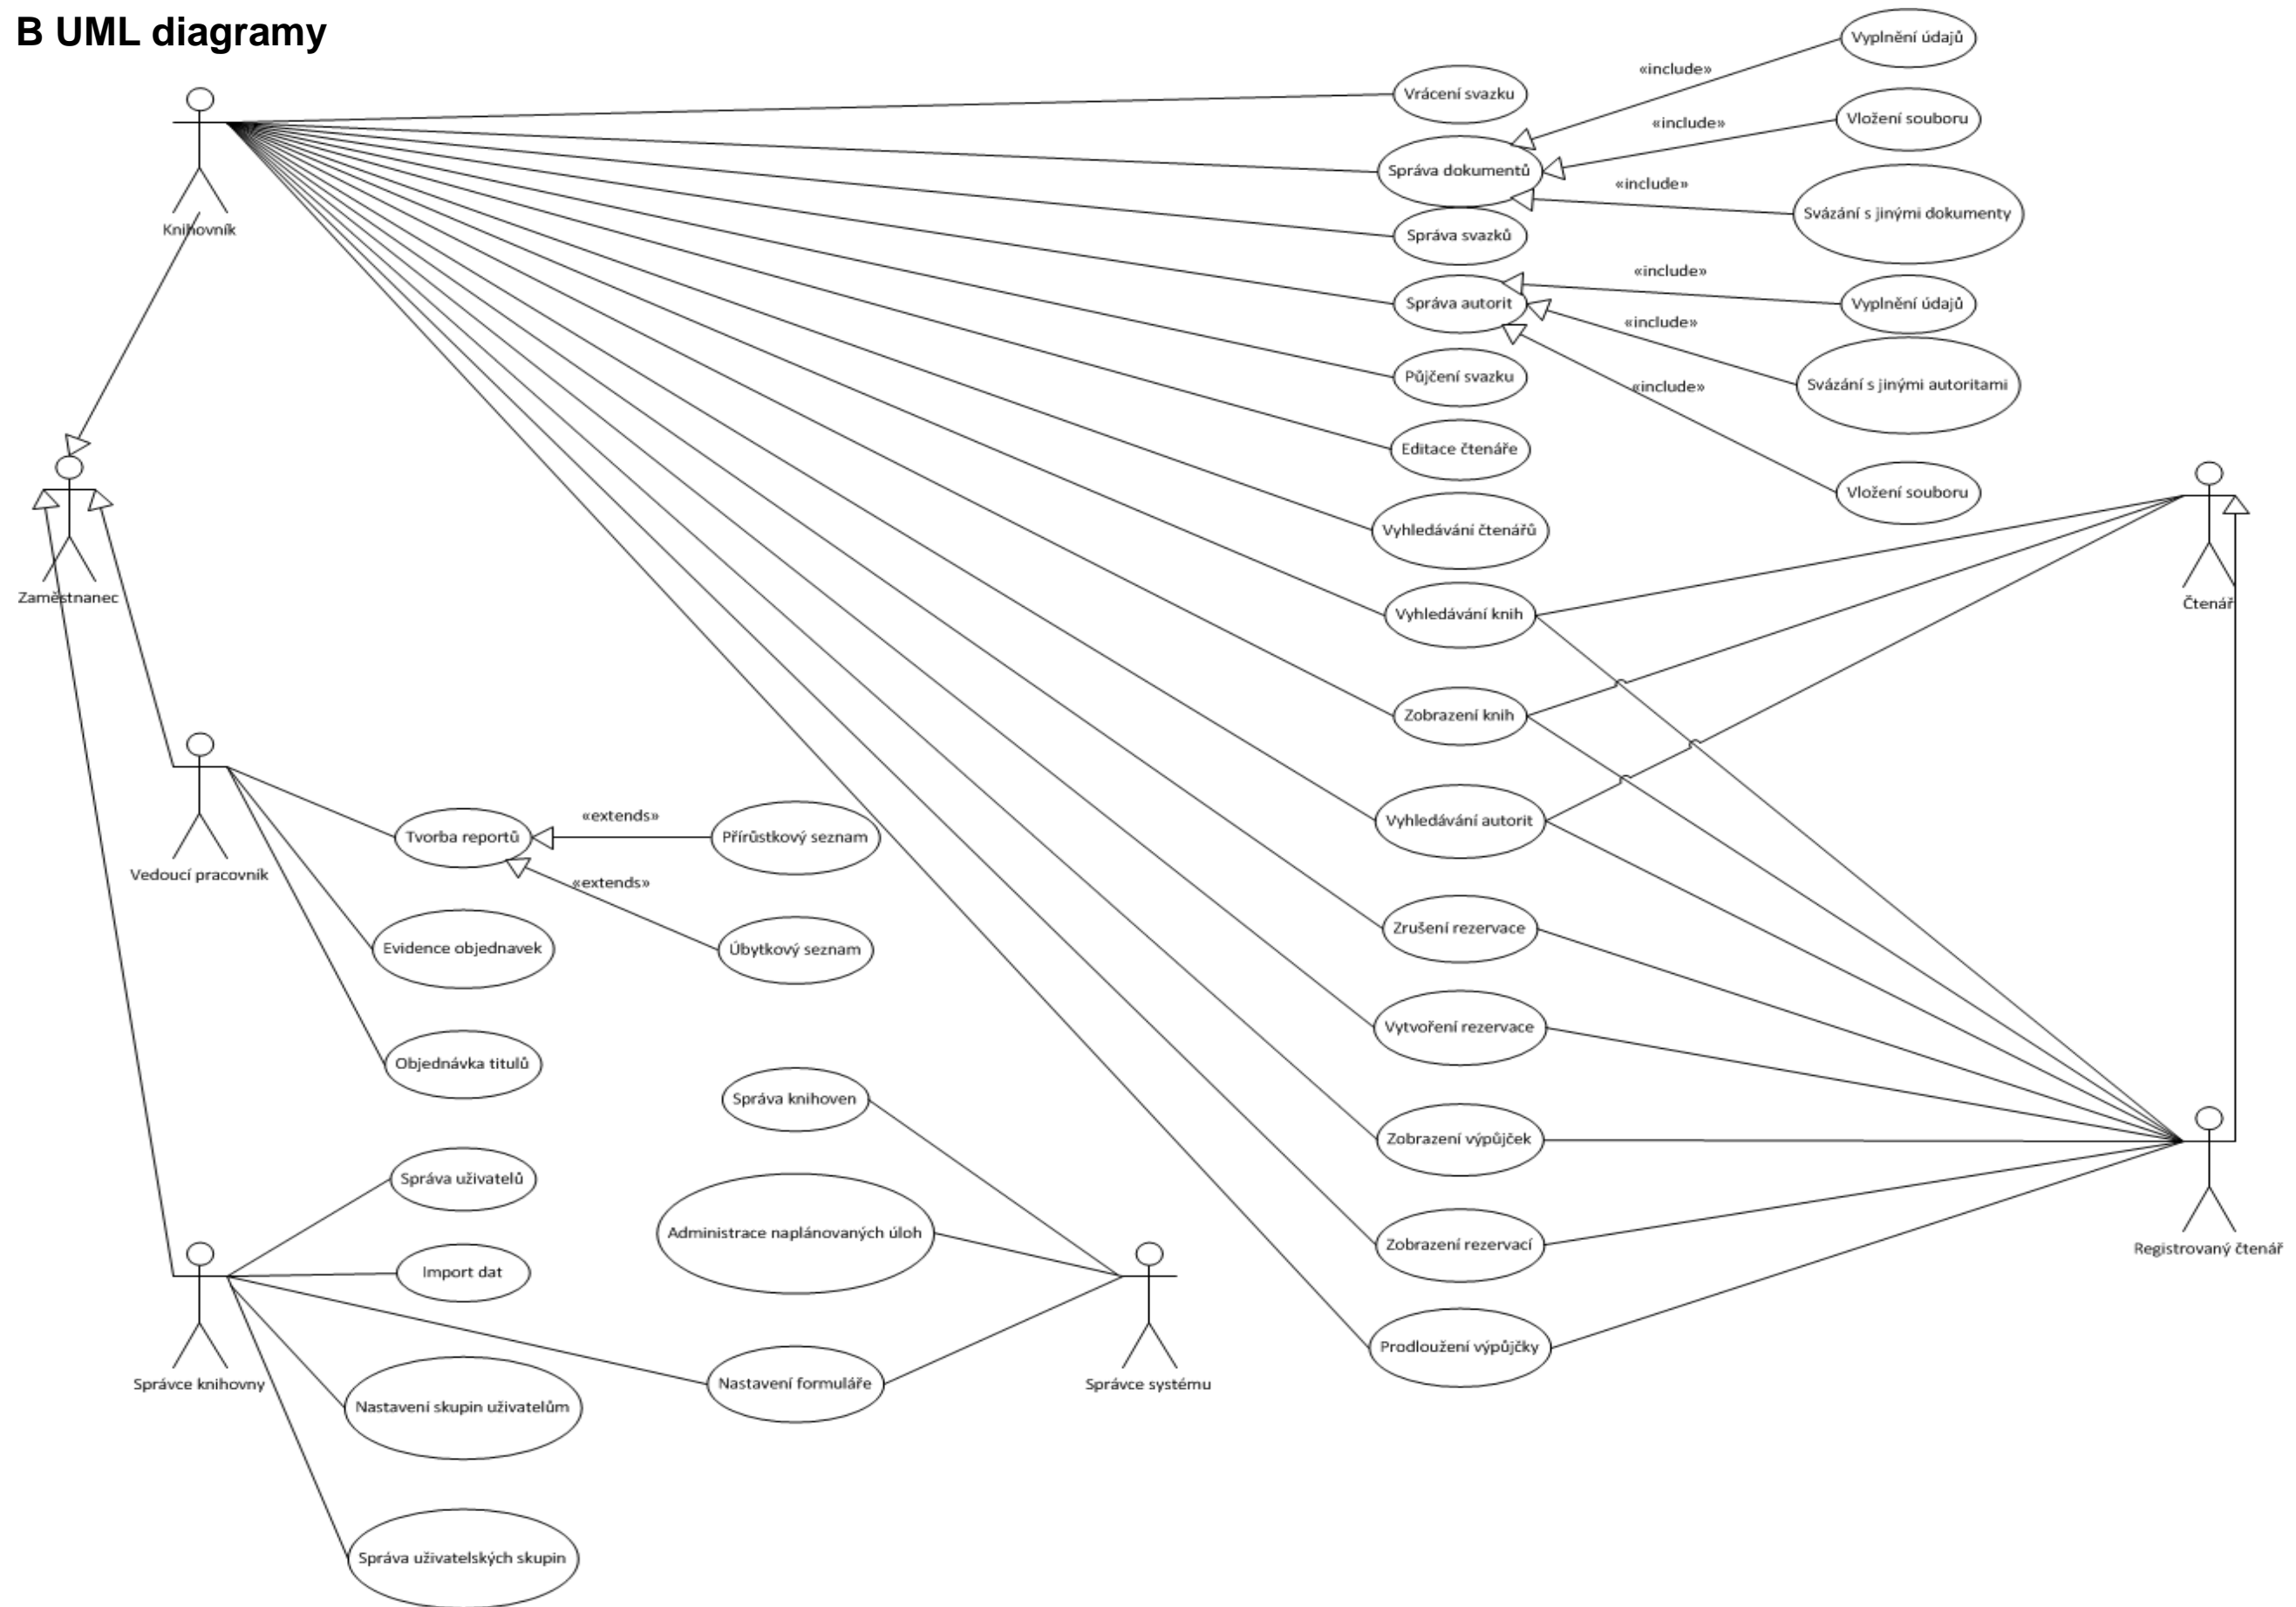 B UML diagramy
Vyplnění údajů
«include»
Vrácení svazku
Vložení souboru
«include»
Správa dokumentů
«include»
Svázání s jinými dokumenty
Knihovník
Správa svazků
«include»
Správa autorit
Vyplnění údajů
«include»
Půjčení svazku
Svázání s jinými autoritami
«include»
Editace čtenáře
Vložení souboru
Vyhledávání čtenářů
Zaměstnanec
Čtenář
Vyhledávání knih
Zobrazení knih
«extends»
Vyhledávání autorit
Tvorba reportů
Přírůstkový seznam
Vedoucí pracovník
«extends»
Zrušení rezervace
Evidence objednavek
Úbytkový seznam
Vytvoření rezervace
Objednávka titulů
Správa knihoven
Zobrazení výpůjček
Správa uživatelů
Administrace naplánovaných úloh
Zobrazení rezervací
Registrovaný čtenář
Import dat
Prodloužení výpůjčky
Správce knihovny
Nastavení formuláře
Správce systému
Nastavení skupin uživatelům
Správa uživatelských skupin